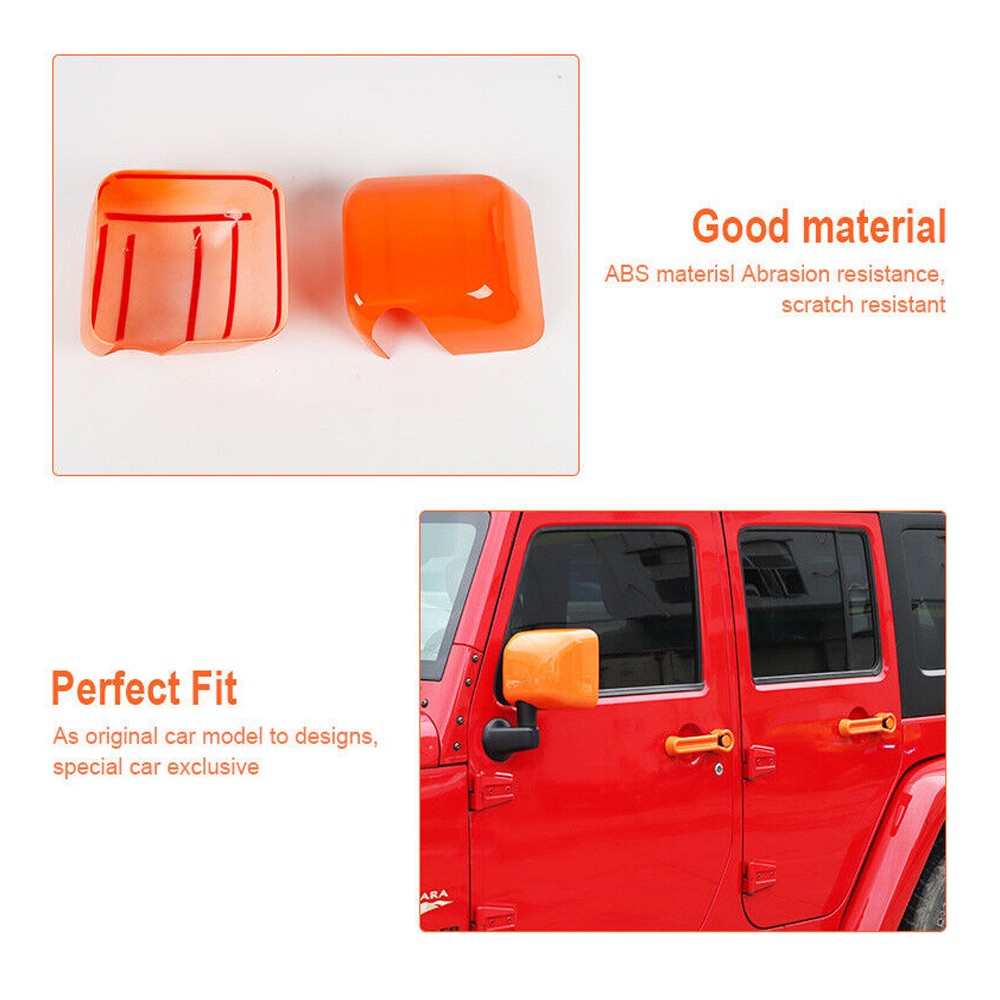 Good material
ABS materisl Abrasion resistance,
scratch resistant
Perfect Fit
As original car model to designs,
special car exclusive